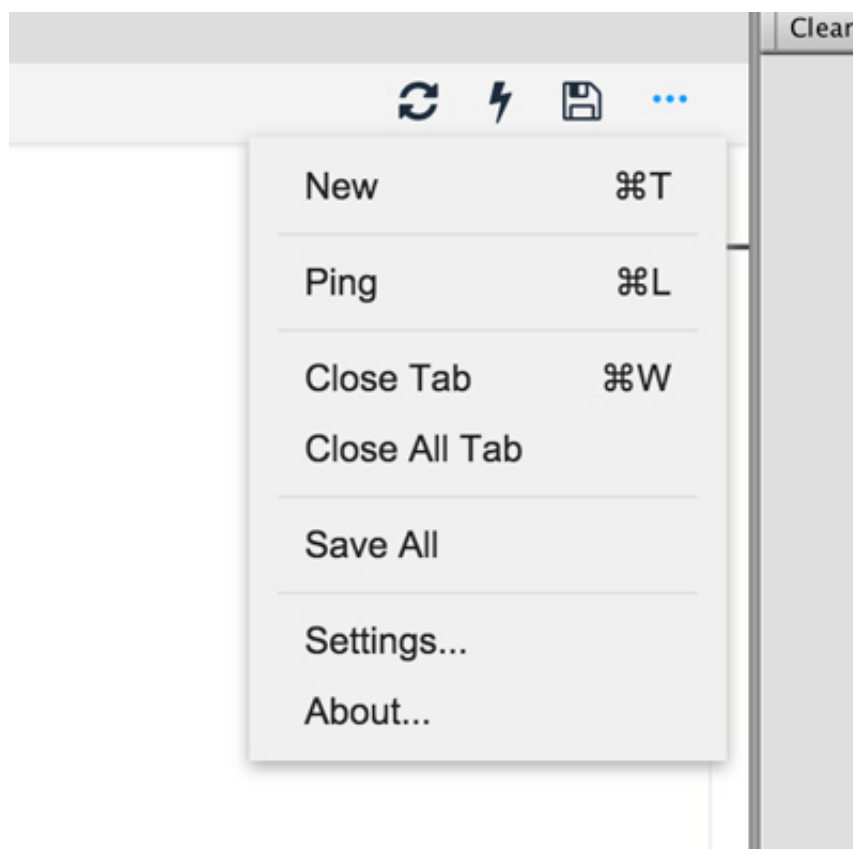 Clear
New ⌘T
Ping ⌘L
Close Tab ⌘W
Close All Tab
Save All
Settings...
About...